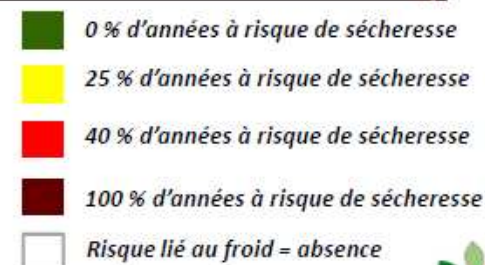 0 % d’années à risque de sécheresse
25 % d’années à risque de sécheresse
40 % d’années à risque de sécheresse
100 % d’années à risque de sécheresse
Risque lié au froid = absence